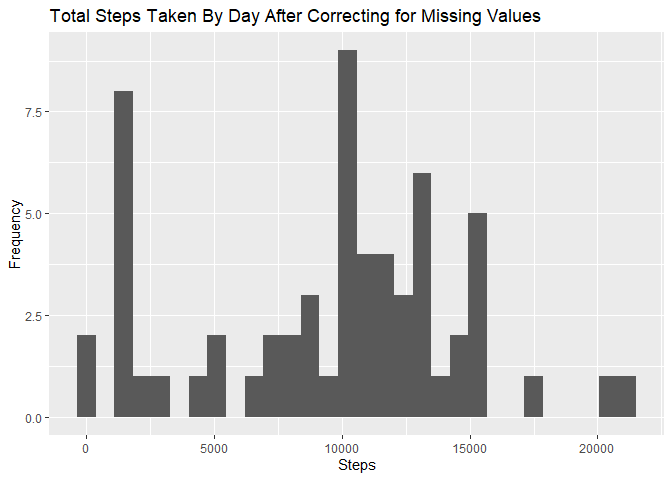 Total Steps Taken By Day After Correcting for Missing Values
7.5
5.0
2.5
0.0
Frequency
0 5000 10000 15000 20000
Steps